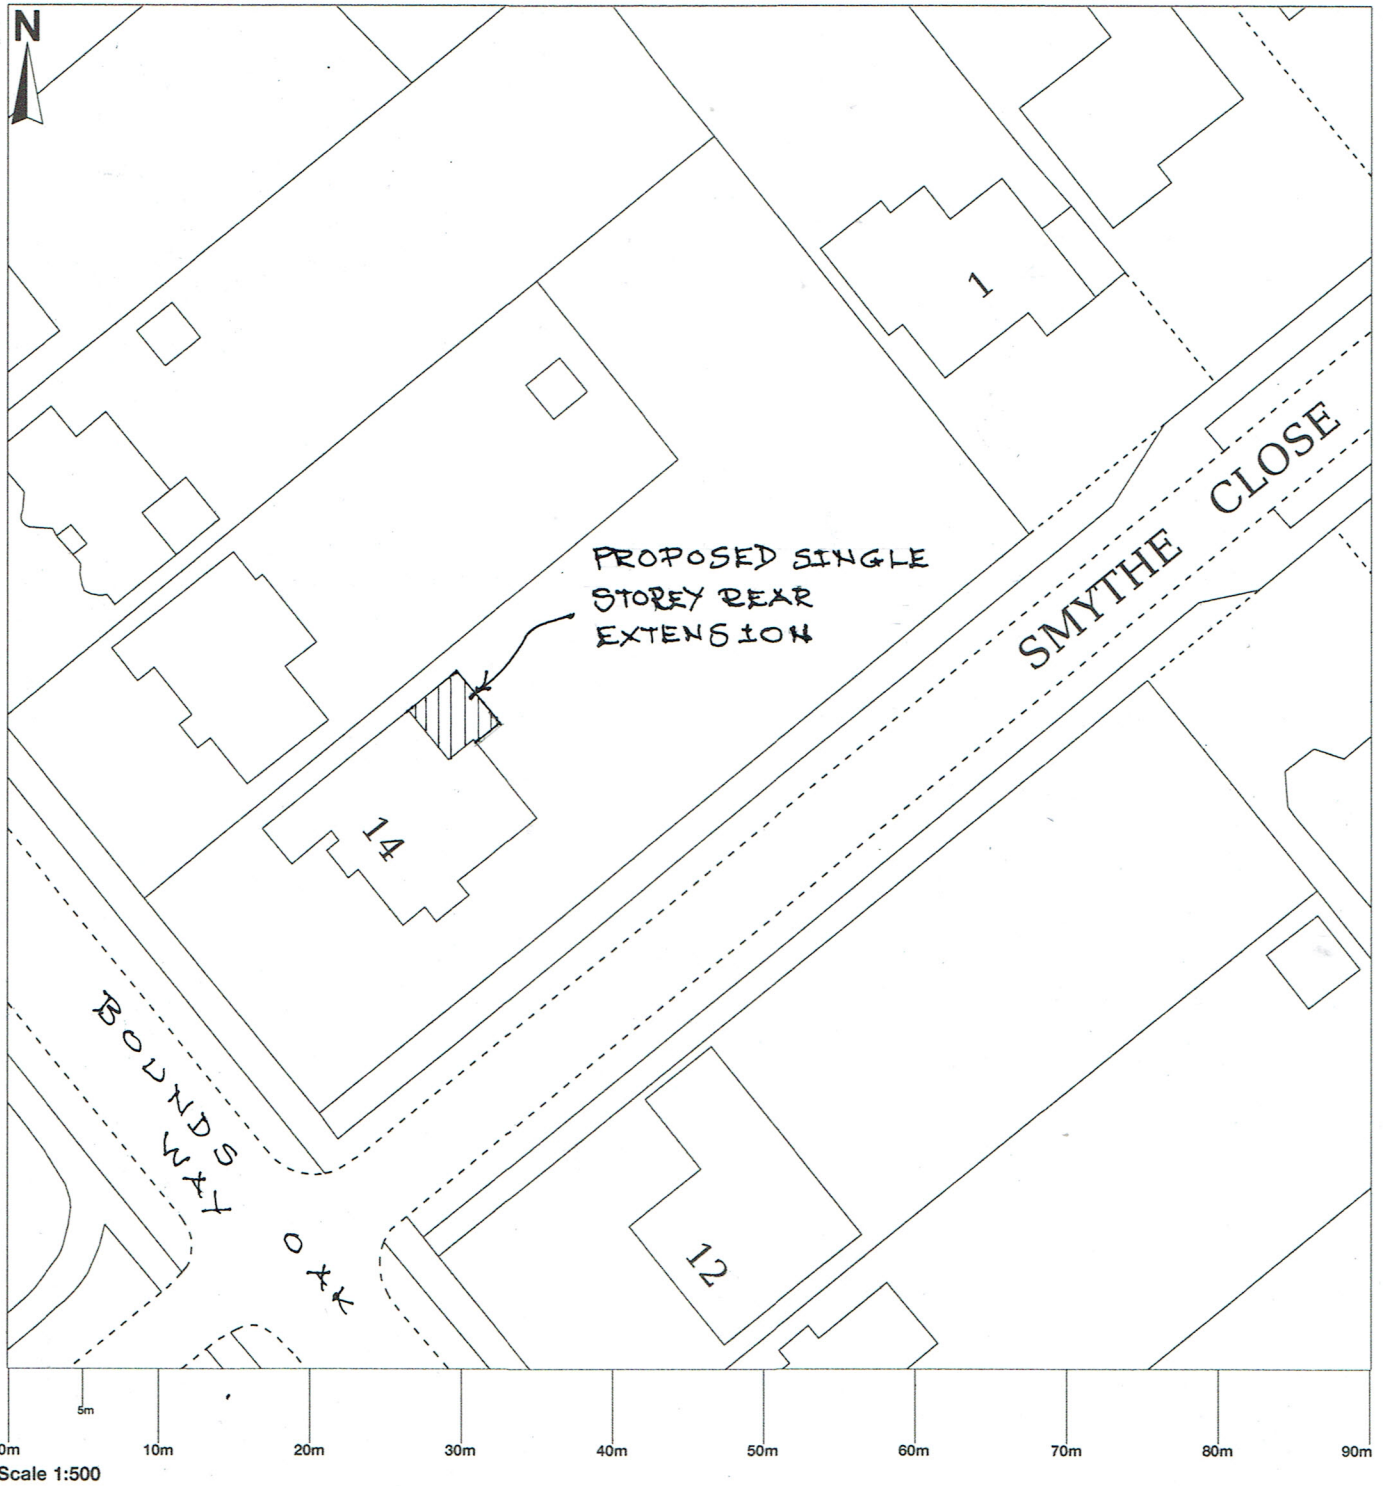 N
1
SMYTHE CLOSE
PROPOSED SINGLE
STOREY REAR
EXTENSION
14
BOUNDS
OAK
WAY
12
5m
0m 10m 20m 30m 40m 50m 60m 70m 80m 90m
Scale 1:500